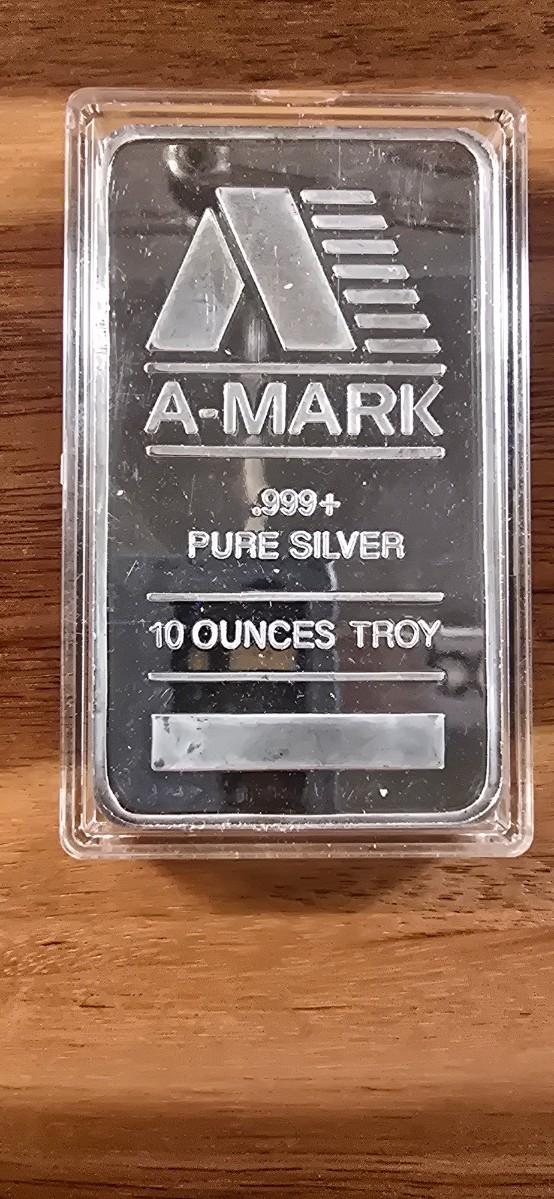 A-MARK
.999+
PURE SILVER
10 OUNCES TROY